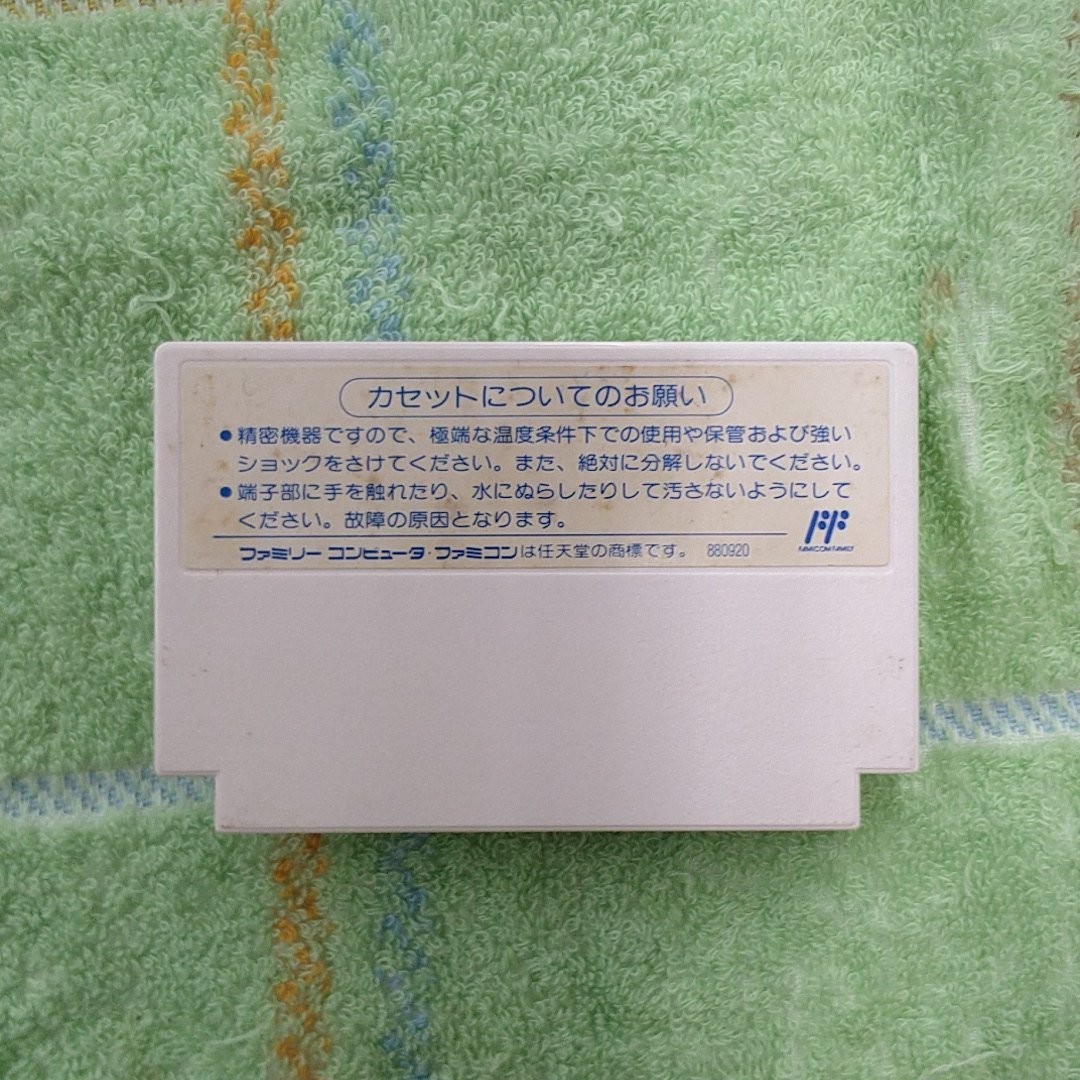 カセットについてのお願い
●精密機器ですので、極端な温度条件下での使用や保管および強い
ショックをさけてください。また、絶対に分解しないでください。
●端子部に手を触れたり、水にぬらしたりして汚さないようにして
ください。故障の原因となります。
FF
FAMICOM FAMILY
ファミリー コンピュータ・ファミコンは任天堂の商標です。 880920